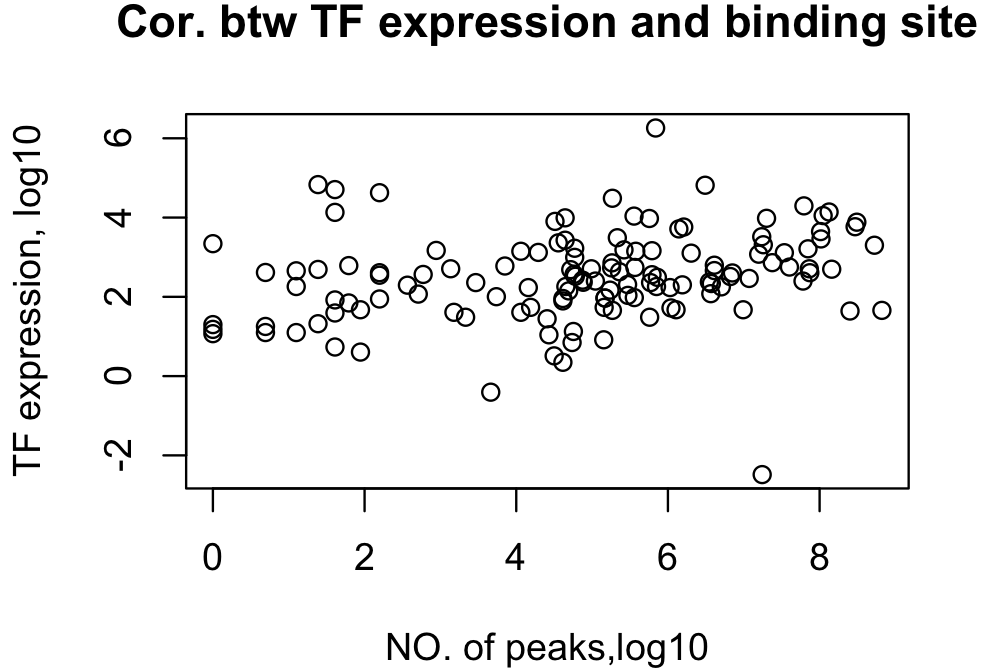 Cor. btw TF expression and binding site
TF expression, log10
6
4
2
0
-2
0 2 4 6 8
NO. of peaks,log10